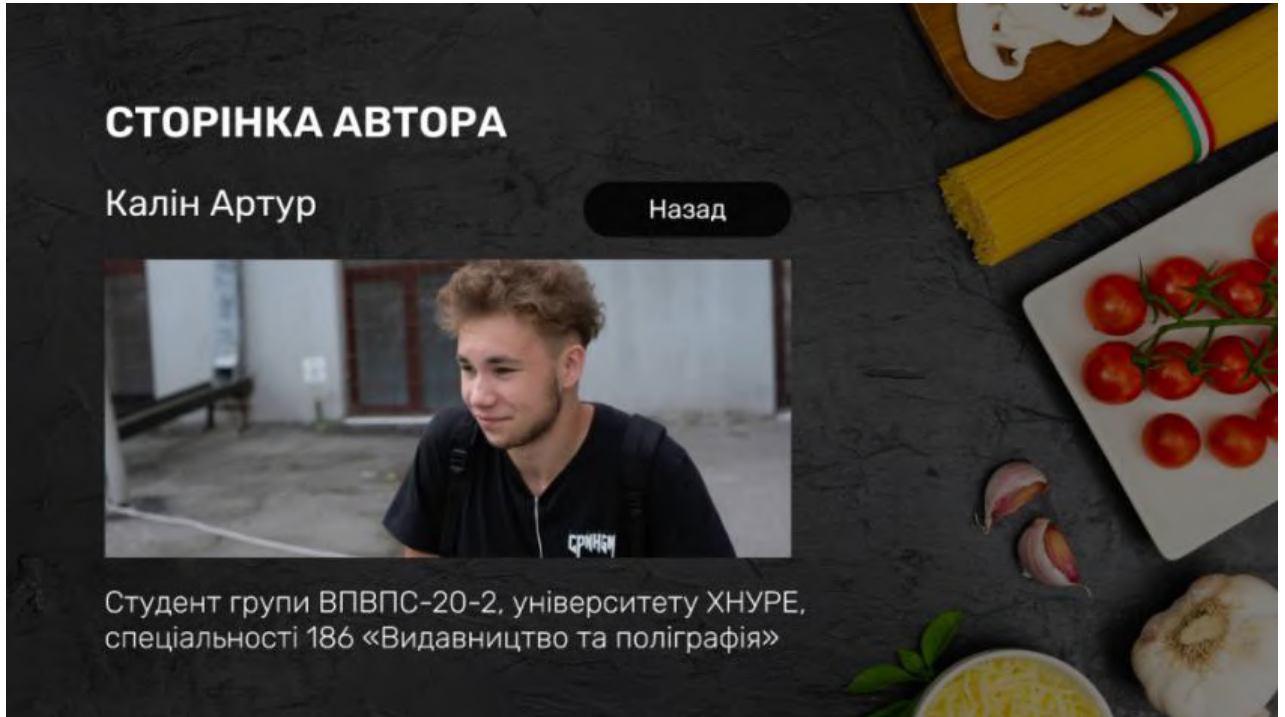 СТОРІНКА АВТОРА
Калін Артур
Назад
Студент групи ВПВПС-20-2, університету ХНУРЕ,
спеціальності 186 «Видавництво та поліграфія»